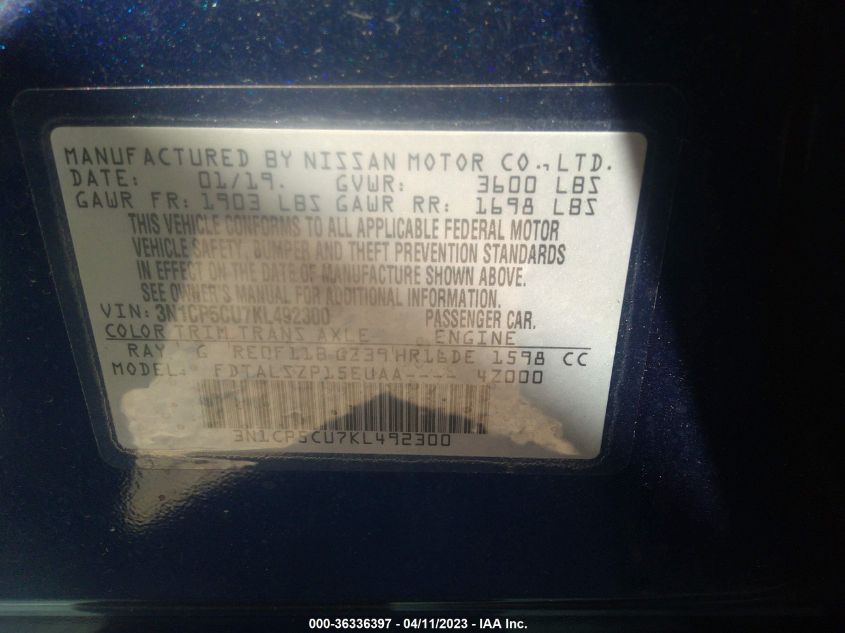 MANUFACTURED BY NISSAN MOTOR CO., LTD.
DATE: 01/19. GVWR: 3600 LBS
GAWR FR: 1903 LBS GAWR RR: 1698 LBS
THIS VEHICLE CONFORMS TO ALL APPLICABLE FEDERAL MOTOR
VEHICLE SAFETY, BUMPER AND THEFT PREVENTION STANDARDS
IN EFFECT ON THE DATE OF MANUFACTURE SHOWN ABOVE.
SEE OWNER'S MANUAL FOR ADDITIONAL INFORMATION.
VIN: 3N1CP5CU7KL492300 PASSENGER CAR.
COLOR TRIM TRANS AXLE ENGINE
RAY G RE0F11B GZ39 HR16DE 1598 CC
MODEL: FDTALSZP15EUAA---- 4Z000
3N1CP5CU7KL492300
000-36336397 - 04/11/2023 - IAA Inc.